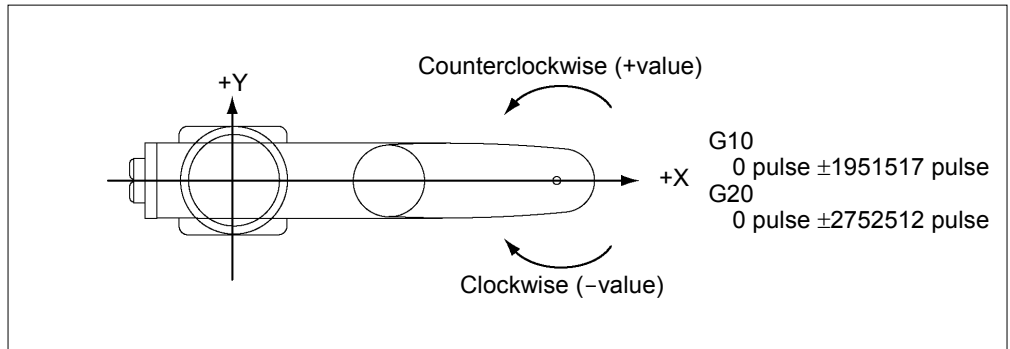 Counterclockwise (+value)
+Y
G10
0 pulse ±1951517 pulse
+X
G20
0 pulse ±2752512 pulse
Clockwise (−value)